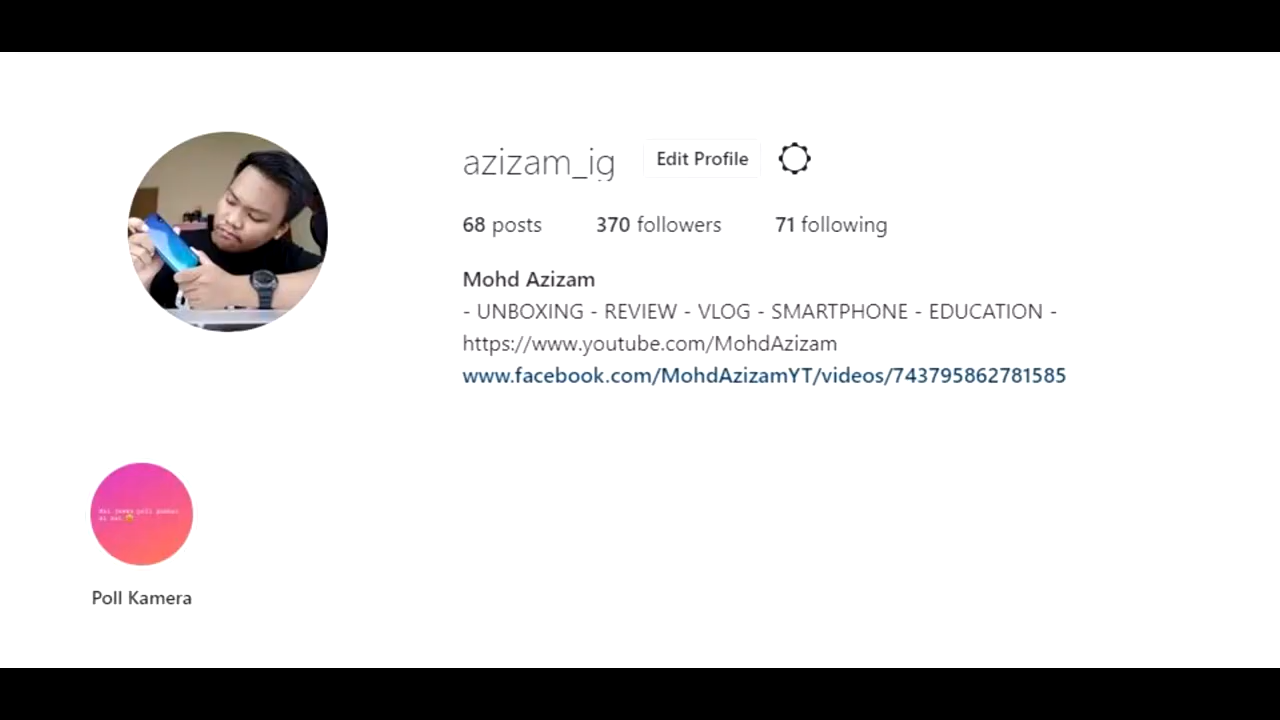 azizam_ig
Edit Profile
68 posts
370 followers
71 following
Mohd Azizam
- UNBOXING - REVIEW - VLOG - SMARTPHONE - EDUCATION -
https://www.youtube.com/MohdAzizam
www.facebook.com/MohdAzizamYT/videos/743795862781585
Poll Kamera